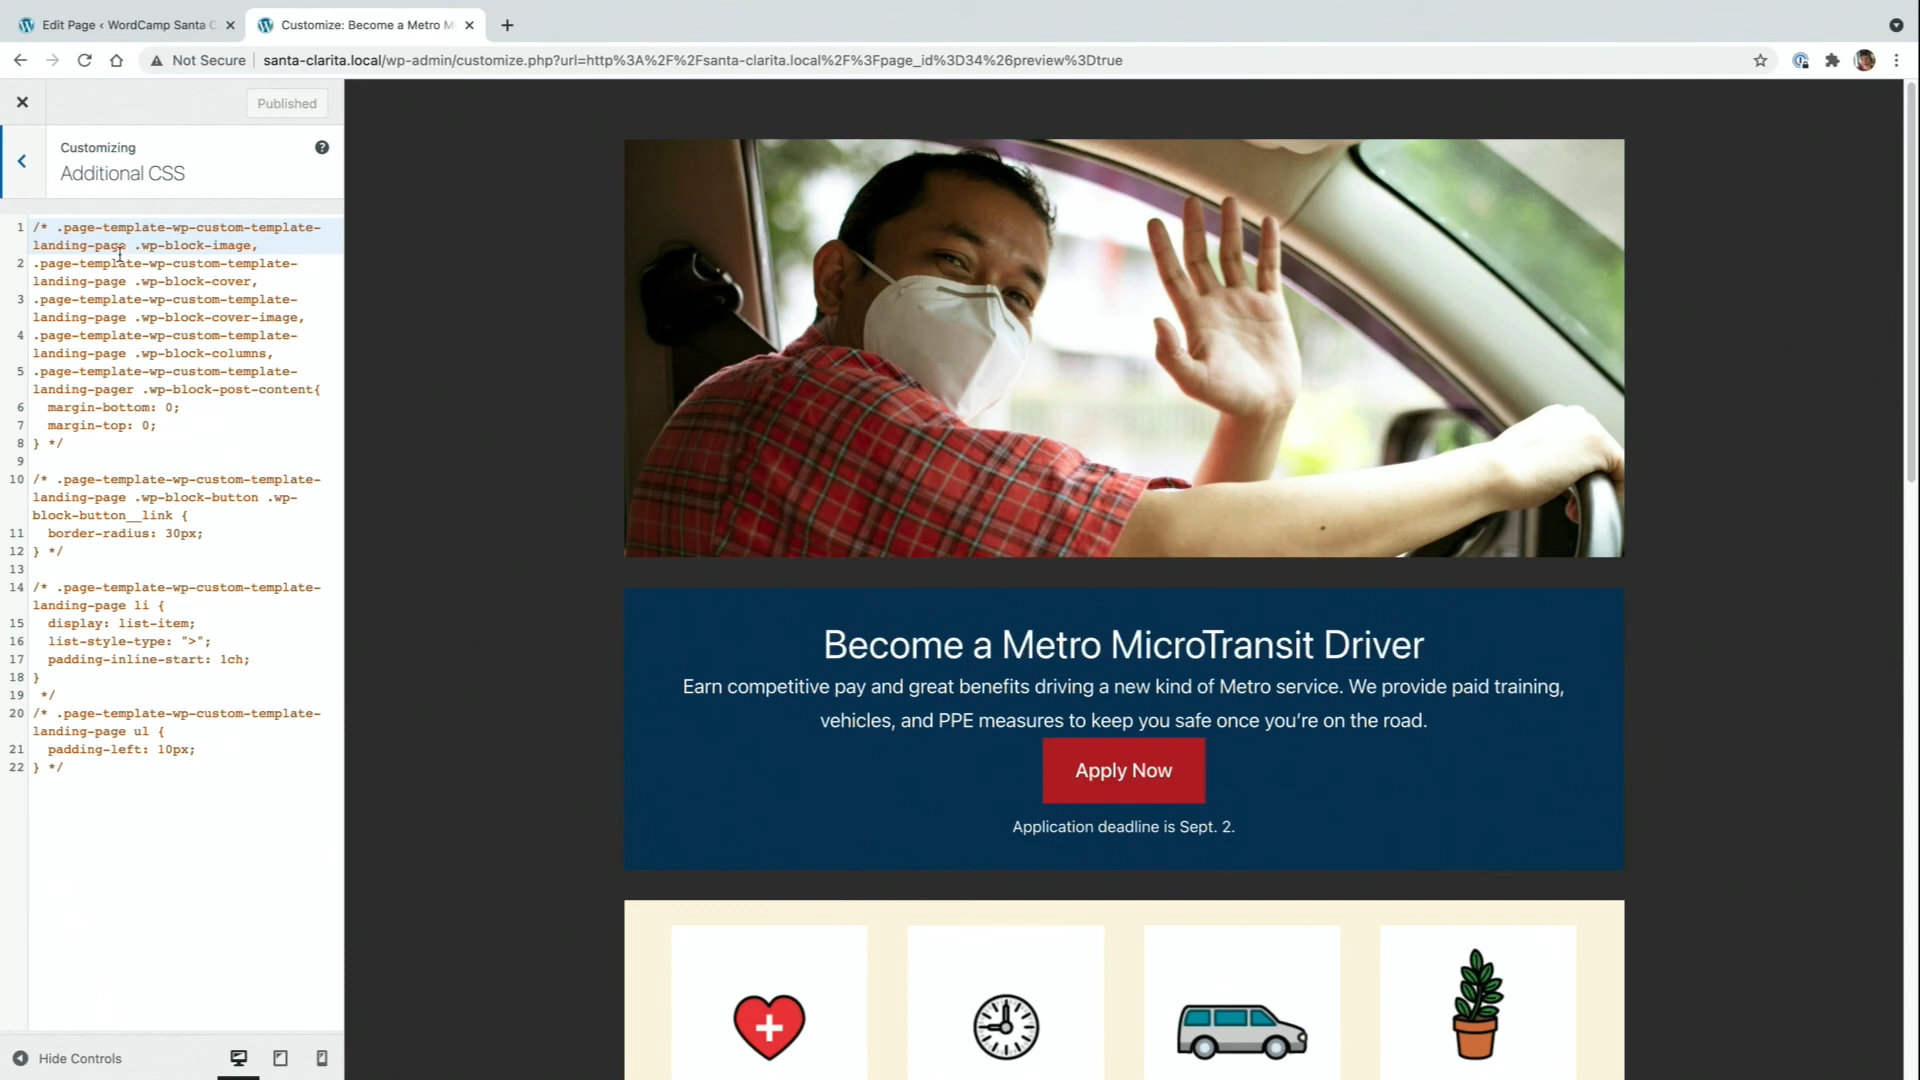 Edit Page ‹ WordCamp Santa C
Customize: Become a Metro M
Not Secure
santa-clarita.local/wp-admin/customize.php?url=http%3A%2F%2Fsanta-clarita.local%2F%3Fpage_id%3D34%26preview%3Dtrue
Published
Customizing
Additional CSS
1 /* .page-template-wp-custom-template-
landing-page .wp-block-image,
2 .page-template-wp-custom-template-
landing-page .wp-block-cover,
3 .page-template-wp-custom-template-
landing-page .wp-block-cover-image,
4 .page-template-wp-custom-template-
landing-page .wp-block-columns,
5 .page-template-wp-custom-template-
landing-pager .wp-block-post-content{
6 margin-bottom: 0;
7 margin-top: 0;
8 } */
9
10 /* .page-template-wp-custom-template-
landing-page .wp-block-button .wp-
block-button__link {
11 border-radius: 30px;
12 } */
13
14 /* .page-template-wp-custom-template-
landing-page li {
15 display: list-item;
16 list-style-type: ">";
17 padding-inline-start: 1ch;
18 }
19 */
20 /* .page-template-wp-custom-template-
landing-page ul {
21 padding-left: 10px;
22 } */
Hide Controls
Become a Metro MicroTransit Driver
Earn competitive pay and great benefits driving a new kind of Metro service. We provide paid training,
vehicles, and PPE measures to keep you safe once you’re on the road.
Apply Now
Application deadline is Sept. 2.